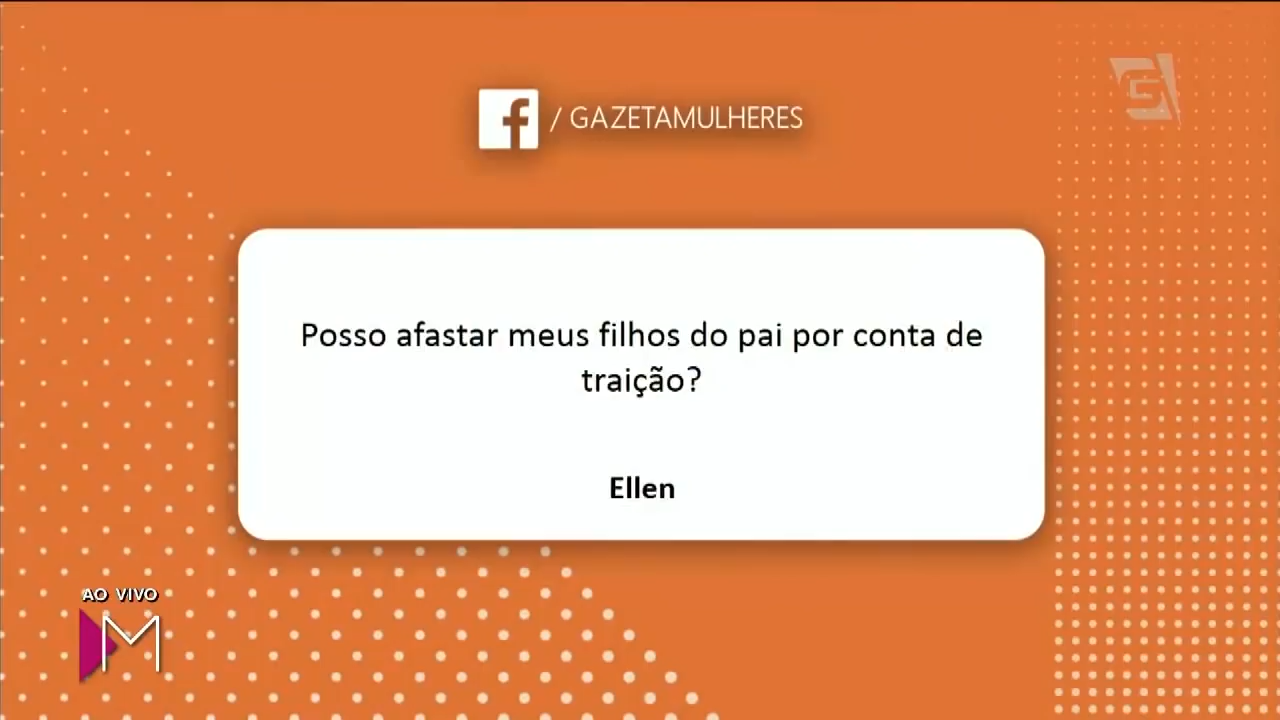 / GAZETAMULHERES
Posso afastar meus filhos do pai por conta de
traição?
Ellen
AO VIVO
M